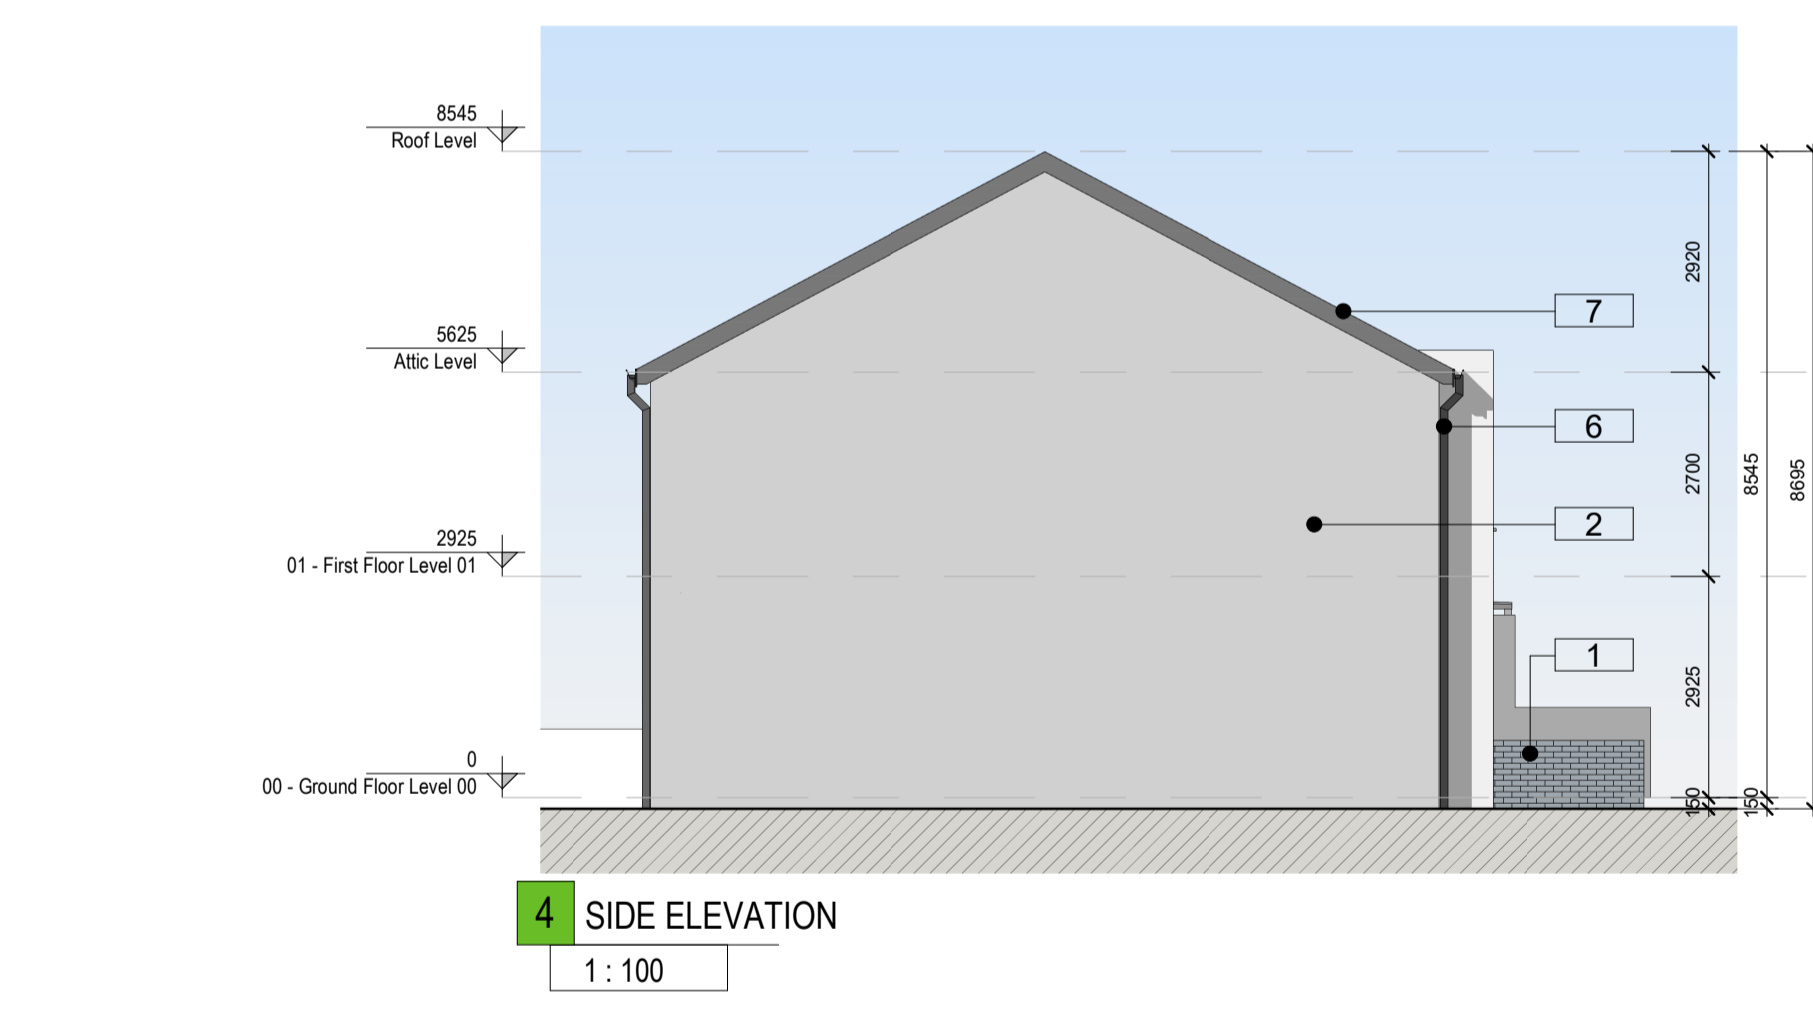 8545
Roof Level
5625
Attic Level
2925
01 - First Floor Level 01
0
00 - Ground Floor Level 00
7
6
2
1
2920
2700
2925
150
8545
150
8695
4 SIDE ELEVATION
1 : 100